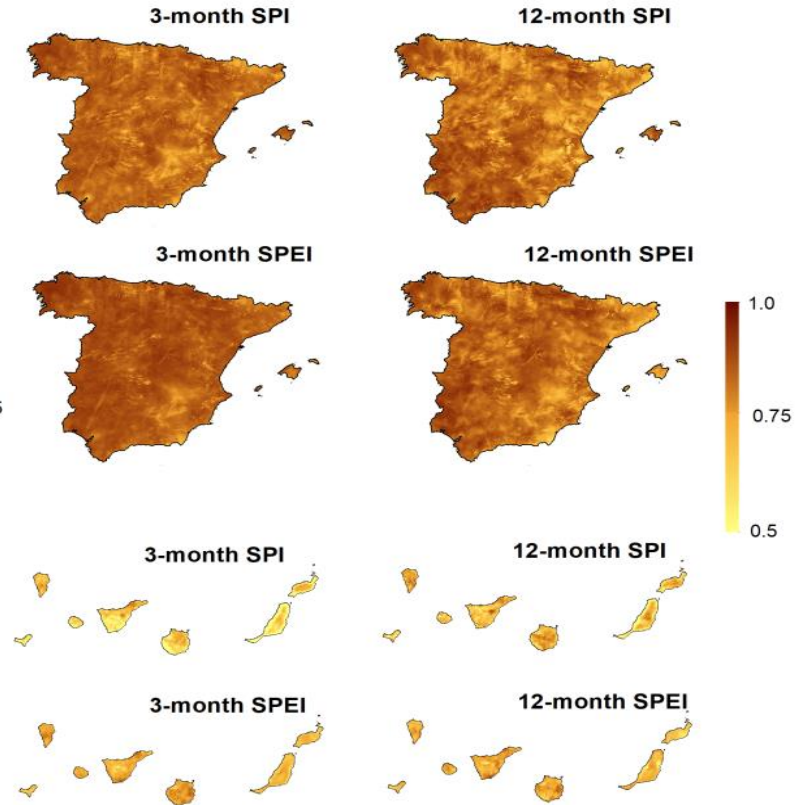 3-month SPI
12-month SPI
3-month SPEI
12-month SPEI
1.0
0.75
0.5
3-month SPI
12-month SPI
3-month SPEI
12-month SPEI